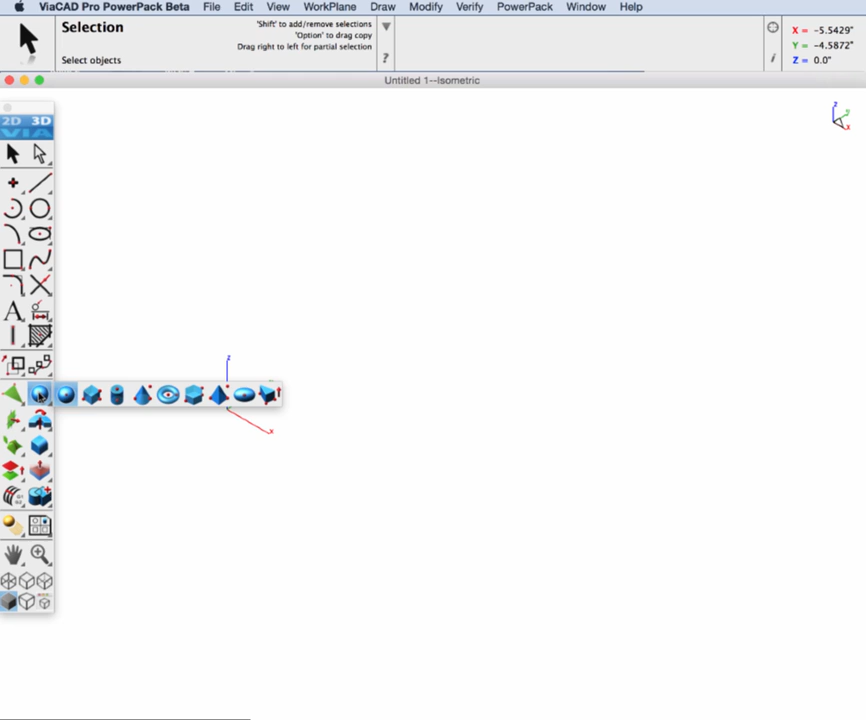 ViaCAD Pro PowerPack Beta File Edit View WorkPlane Draw Modify Verify PowerPack Window Help
Selection
'Shift' to add/remove selections
'Option' to drag copy
Drag right to left for partial selection
Select objects
?
i
X = -5.5429"
Y = -4.5872"
Z = 0.0"
Untitled 1--Isometric
2D 3D
VIA
A
z
x
z
y
x